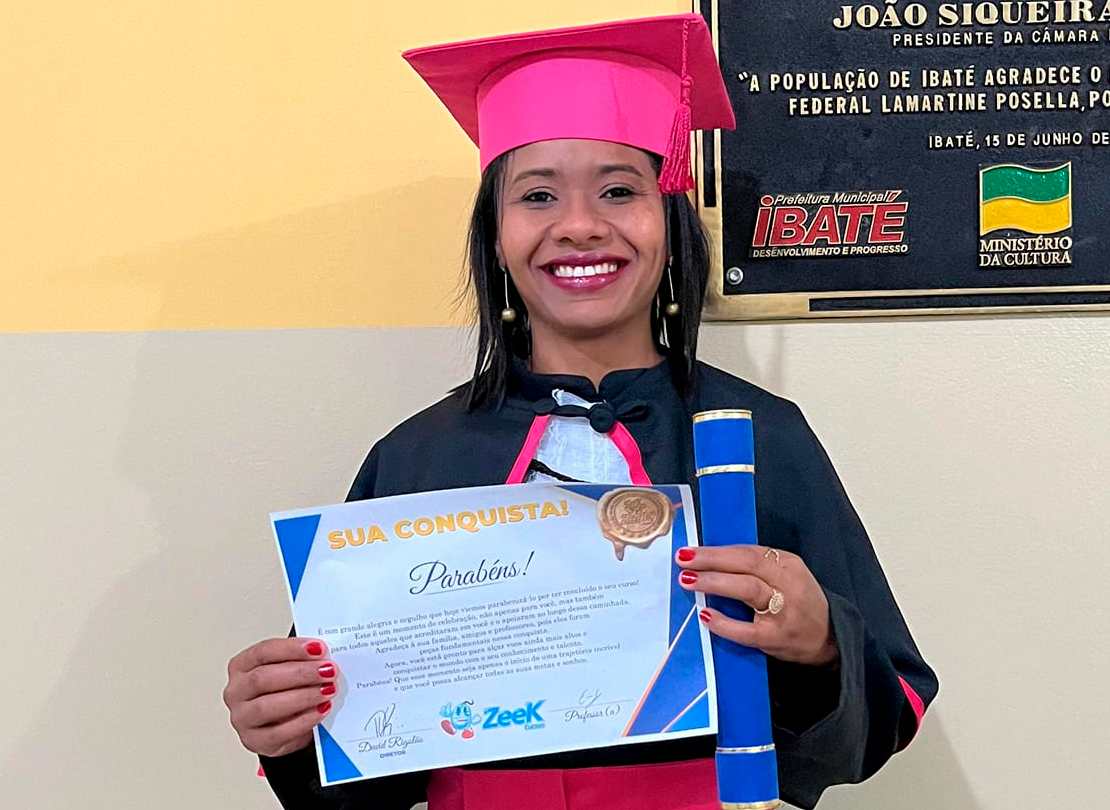 JOÃO SIQUEIRA
PRESIDENTE DA CÂMARA
"A POPULAÇÃO DE IBATÉ AGRADECE O
FEDERAL LAMARTINE POSELLA, PO
IBATÉ, 15 DE JUNHO DE
Prefeitura Municipal
IBATÉ
DESENVOLVIMENTO E PROGRESSO
MINISTÉRIO
DA CULTURA
SUA CONQUISTA!
Parabéns!
É com grande alegria e orgulho que hoje viemos parabenizá-lo por ter concluído o seu curso!
Este é um momento de celebração, não apenas para você, mas também
para todos aqueles que acreditaram em você e o apoiaram ao longo dessa caminhada.
Agradeça à sua família, amigos e professores, pois eles foram
peças fundamentais nessa conquista.
Agora, você está pronto para alçar voos ainda mais altos e
conquistar o mundo com o seu conhecimento e talento.
Parabéns! Que esse momento seja apenas o início de uma trajetória incrível
e que você possa alcançar todas as suas metas e sonhos.
David Rigolão
DIRETOR
ZeeK
Professor (a)